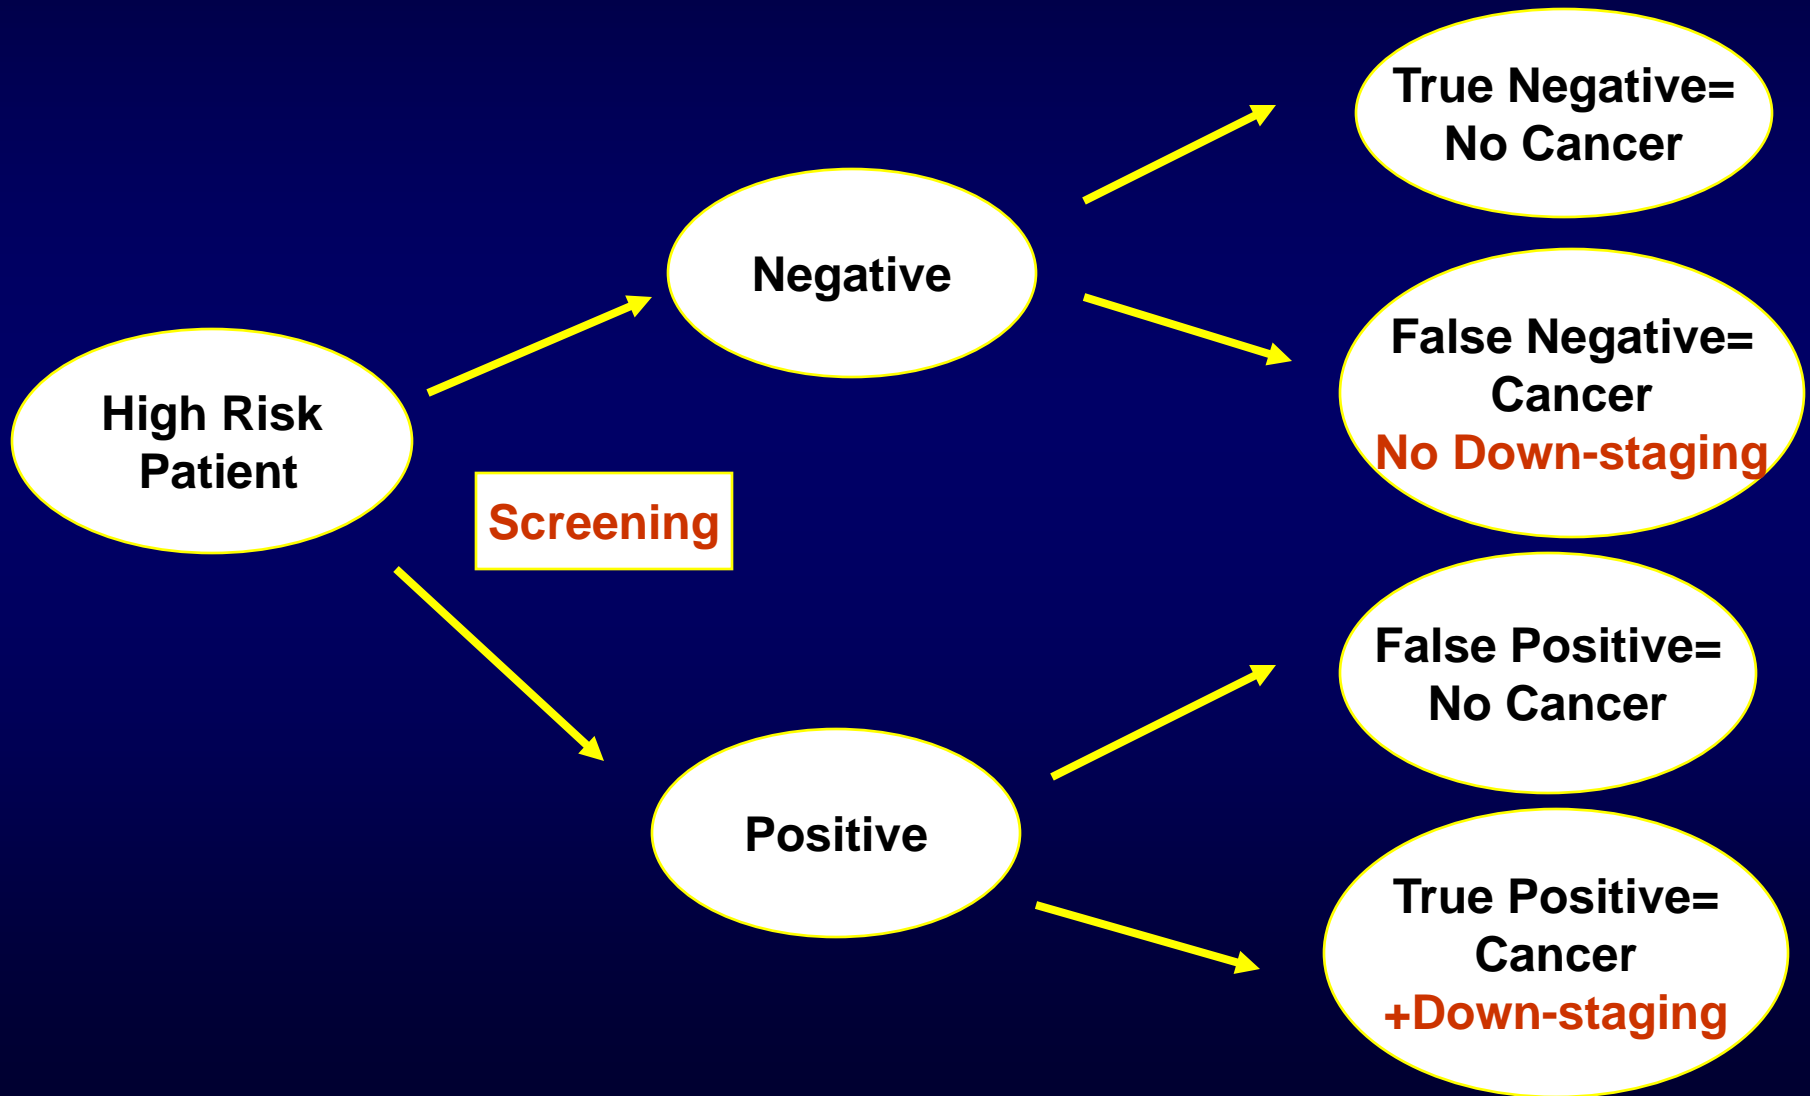 High Risk
Patient
Screening
Negative
Positive
True Negative=
No Cancer
False Negative=
Cancer
No Down-staging
False Positive=
No Cancer
True Positive=
Cancer
+Down-staging